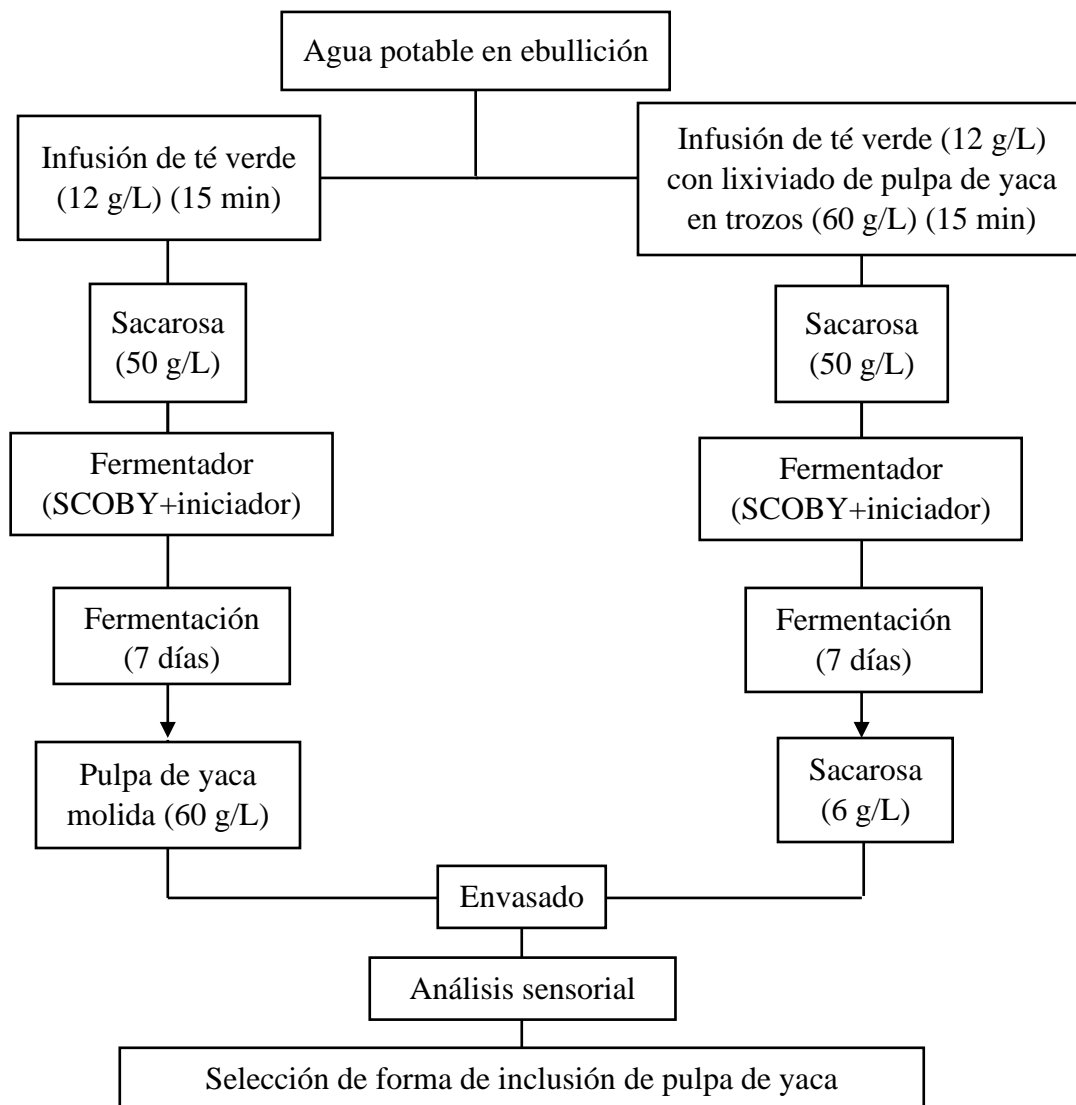 Agua potable en ebullición
Infusión de té verde
(12 g/L) (15 min)
Infusión de té verde (12 g/L)
con lixiviado de pulpa de yaca
en trozos (60 g/L) (15 min)
Sacarosa
(50 g/L)
Sacarosa
(50 g/L)
Fermentador
(SCOBY+iniciador)
Fermentador
(SCOBY+iniciador)
Fermentación
(7 días)
Fermentación
(7 días)
Pulpa de yaca
molida (60 g/L)
Sacarosa
(6 g/L)
Envasado
Análisis sensorial
Selección de forma de inclusión de pulpa de yaca